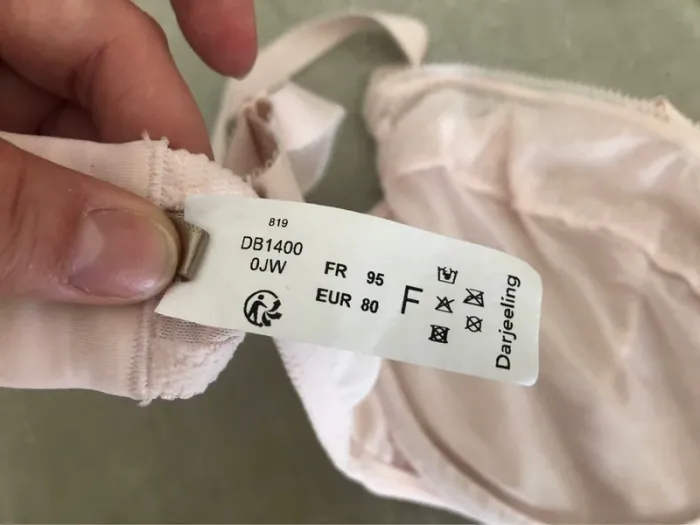 819
DB1400
0JW
FR 95
EUR 80
F
Darjeeling